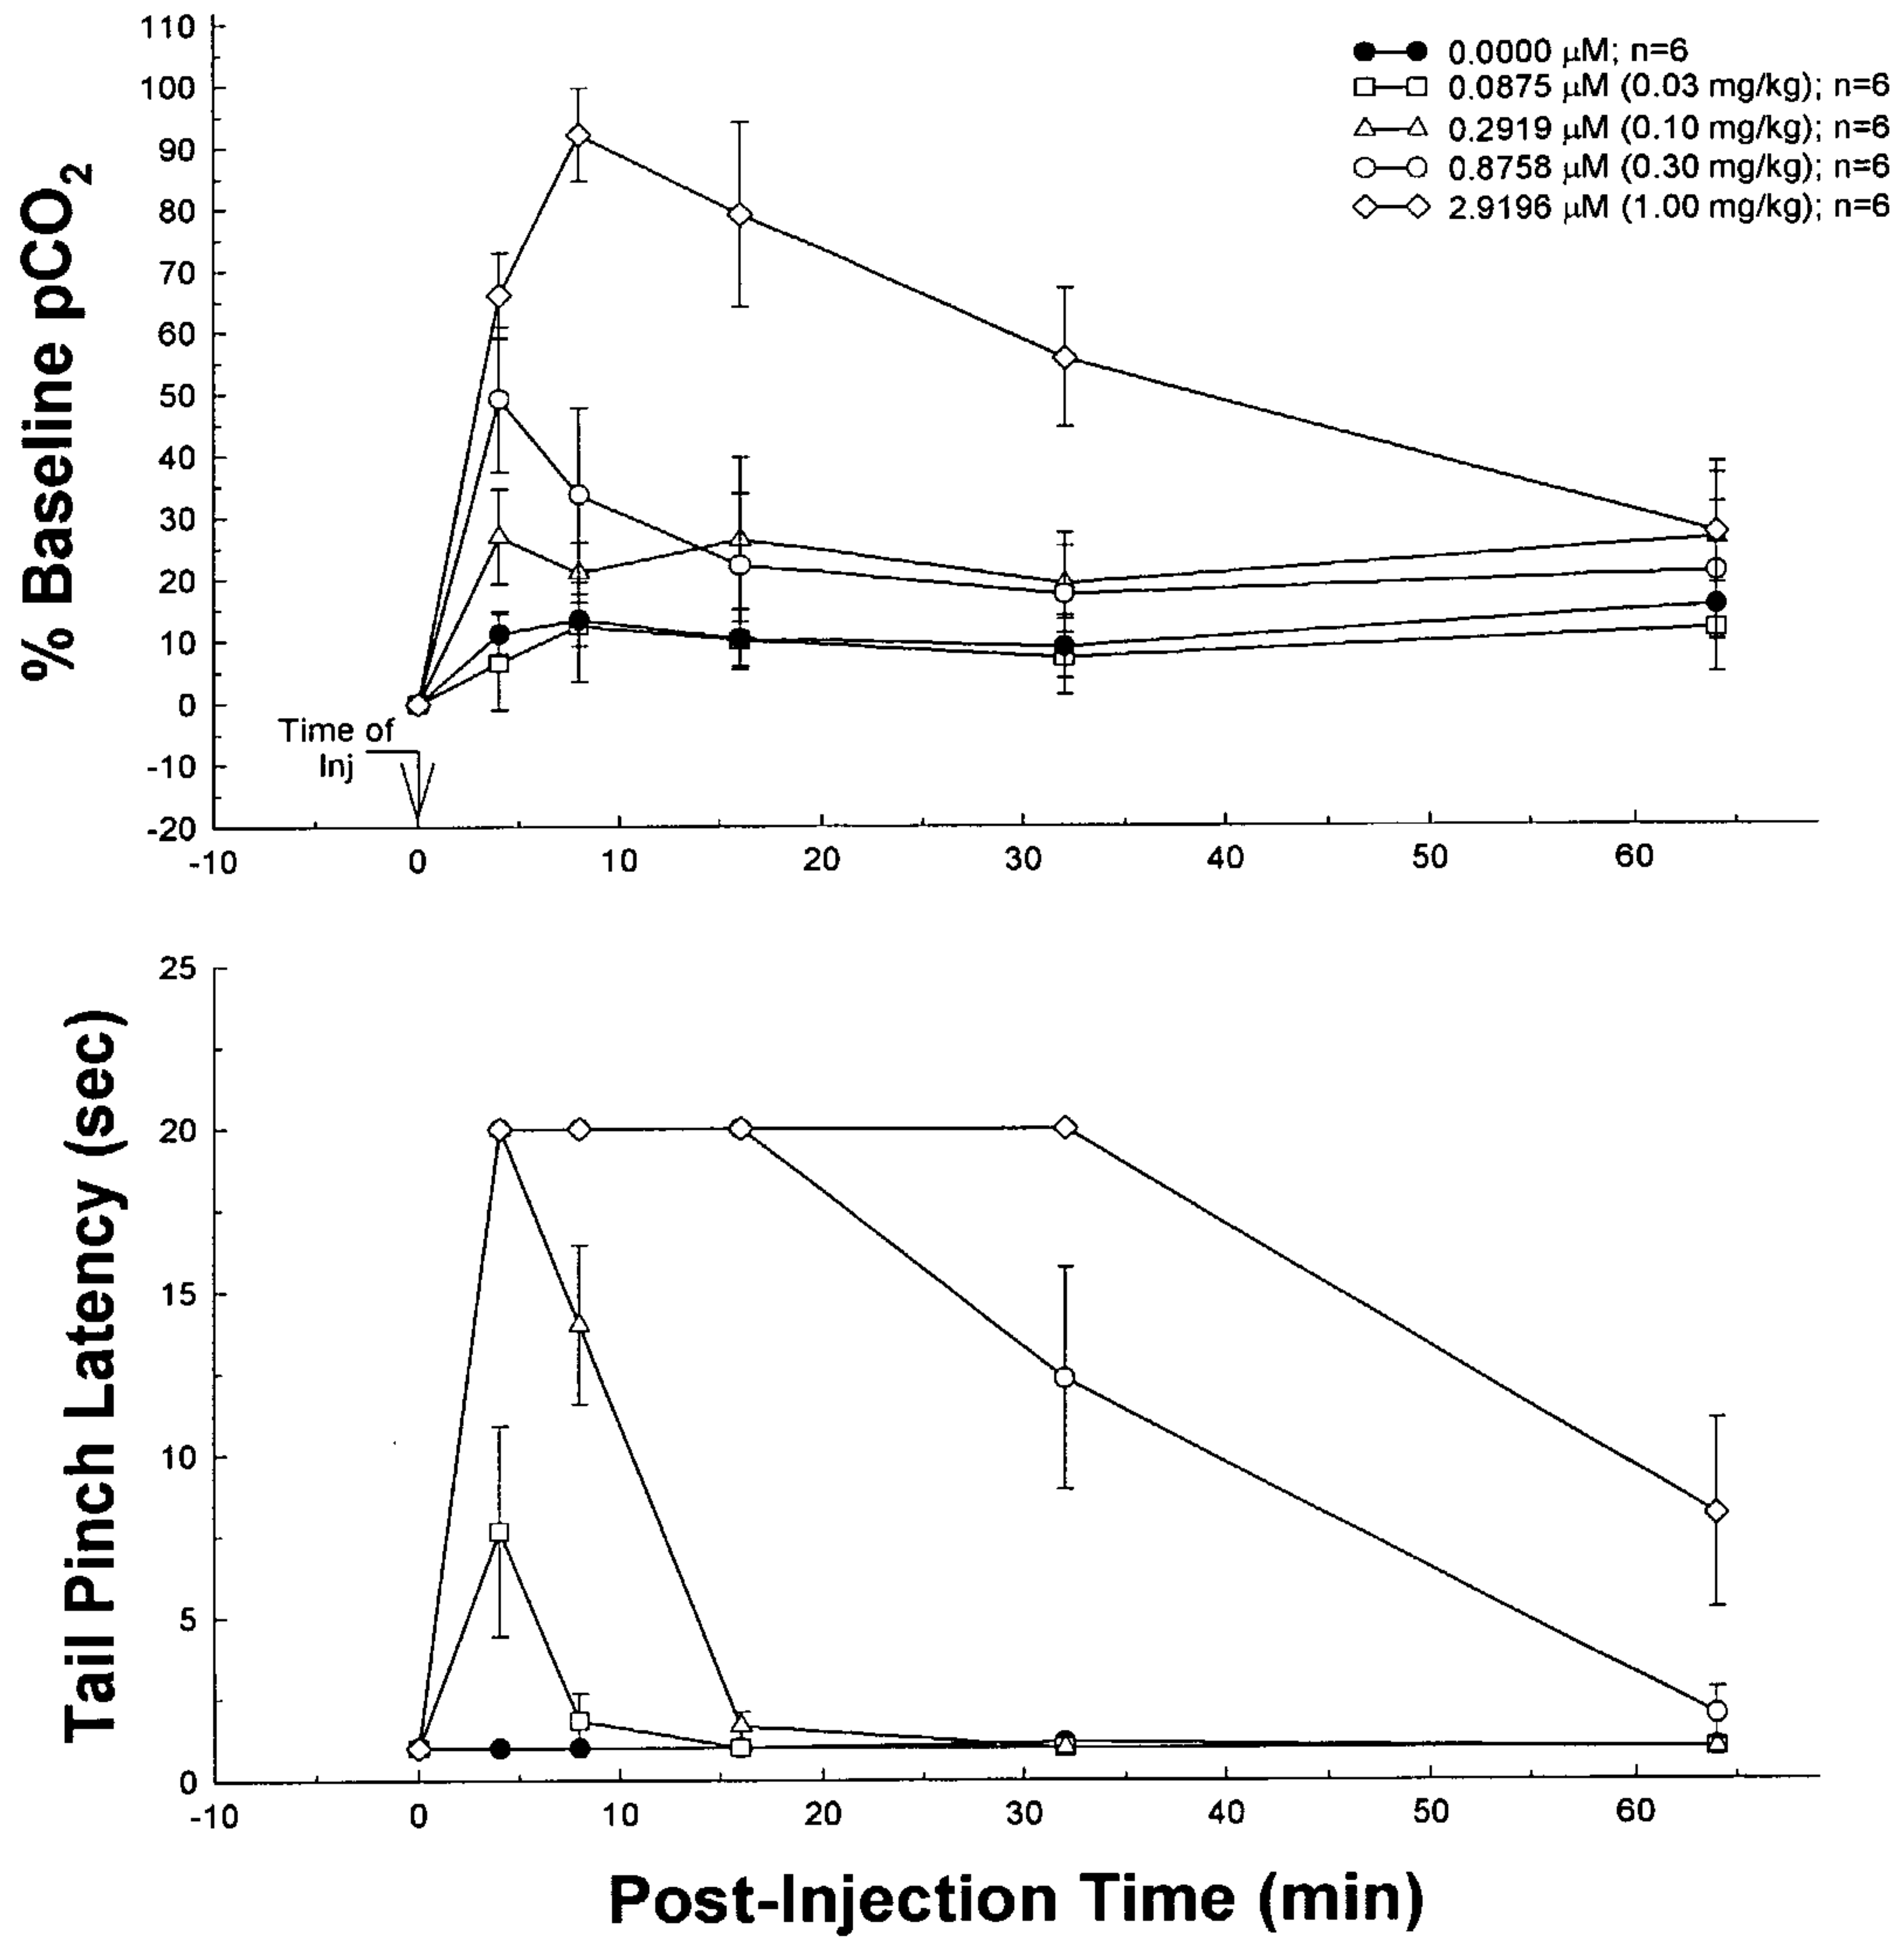 % Baseline pCO2
110
100
90
80
70
60
50
40
30
20
10
0
-10
-20
0.0000 μM; n=6
0.0875 μM (0.03 mg/kg); n=6
0.2919 μM (0.10 mg/kg); n=6
0.8758 μM (0.30 mg/kg); n=6
2.9196 μM (1.00 mg/kg); n=6
Time of
Inj
-10 0 10 20 30 40 50 60
Tail Pinch Latency (sec)
25
20
15
10
5
0
-10 0 10 20 30 40 50 60
Post-Injection Time (min)